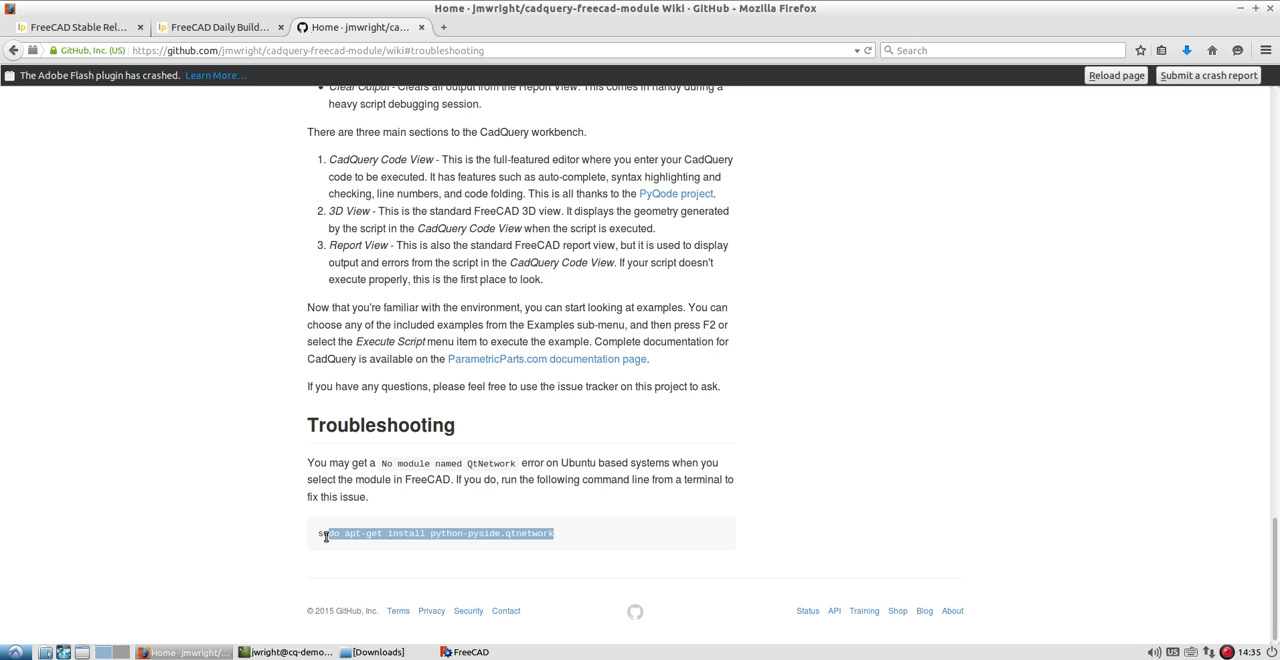 Home · jmwright/cadquery-freecad-module Wiki · GitHub - Mozilla Firefox
FreeCAD Stable Rel...
FreeCAD Daily Build...
Home · jmwright/ca...
GitHub, Inc. (US)
https://github.com/jmwright/cadquery-freecad-module/wiki#troubleshooting
Search
The Adobe Flash plugin has crashed. Learn More...
Reload page
Submit a crash report
Clear Output - Clears all output from the Report View. This comes in handy during a
heavy script debugging session.
There are three main sections to the CadQuery workbench.
1. CadQuery Code View - This is the full-featured editor where you enter your CadQuery
code to be executed. It has features such as auto-complete, syntax highlighting and
checking, line numbers, and code folding. This is all thanks to the PyQode project.
2. 3D View - This is the standard FreeCAD 3D view. It displays the geometry generated
by the script in the CadQuery Code View when the script is executed.
3. Report View - This is also the standard FreeCAD report view, but it is used to display
output and errors from the script in the CadQuery Code View. If your script doesn't
execute properly, this is the first place to look.
Now that you're familiar with the environment, you can start looking at examples. You can
choose any of the included examples from the Examples sub-menu, and then press F2 or
select the Execute Script menu item to execute the example. Complete documentation for
CadQuery is available on the ParametricParts.com documentation page.
If you have any questions, please feel free to use the issue tracker on this project to ask.
Troubleshooting
You may get a No module named QtNetwork error on Ubuntu based systems when you
select the module in FreeCAD. If you do, run the following command line from a terminal to
fix this issue.
sudo apt-get install python-pyside.qtnetwork
© 2015 GitHub, Inc. Terms Privacy Security Contact
Status API Training Shop Blog About
Home · jmwright/...
jwright@cq-demo...
[Downloads]
FreeCAD
US
14:35